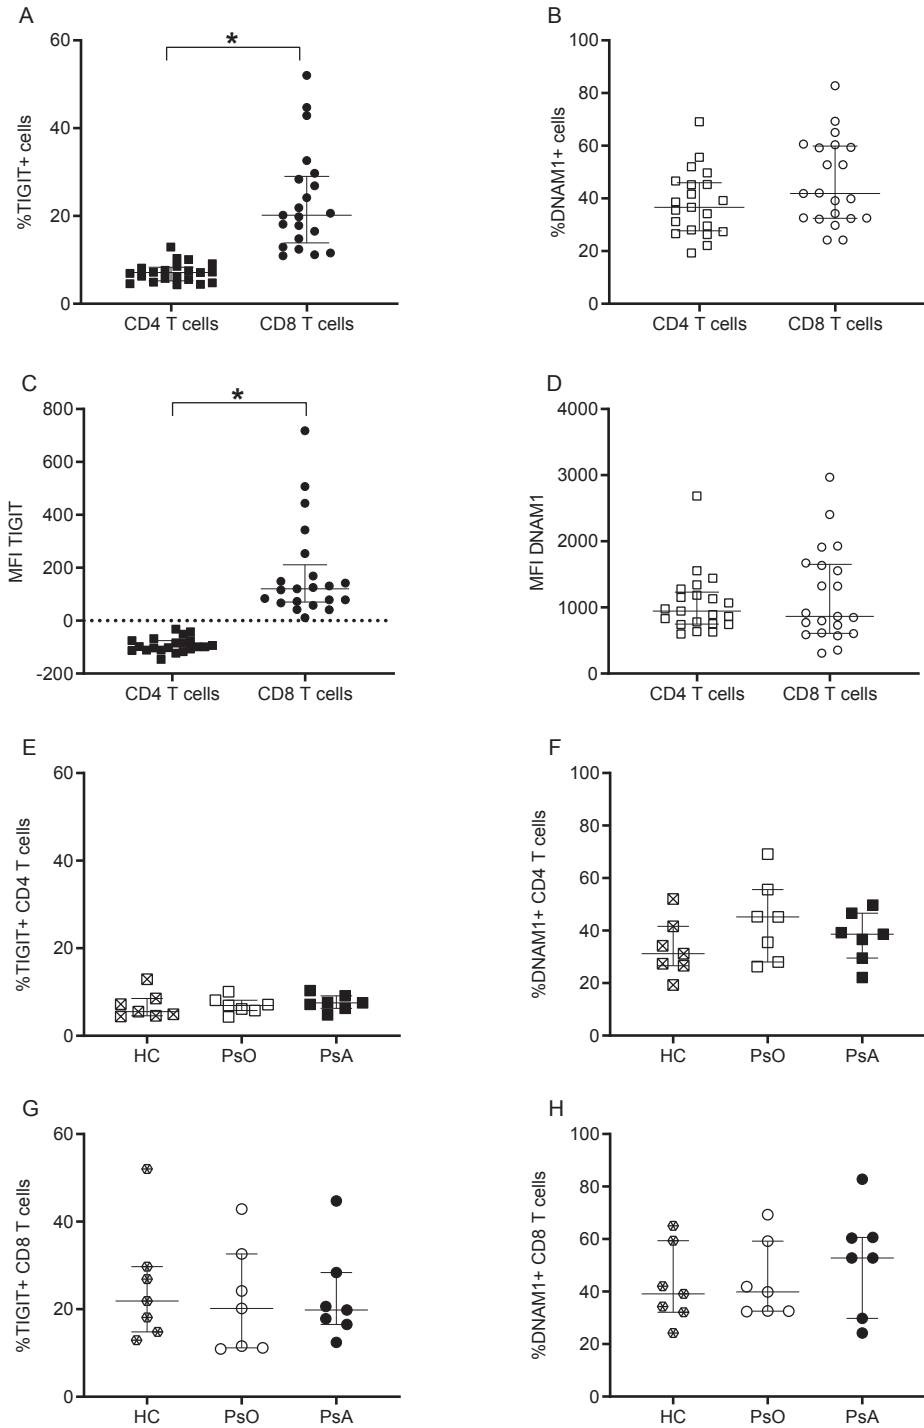 A
%TIGIT+ cells
60
40
20
0
*
CD4 T cells
CD8 T cells
B
%DNAM1+ cells
100
80
60
40
20
0
CD4 T cells
CD8 T cells
C
MFI TIGIT
800
600
400
200
0
-200
*
CD4 T cells
CD8 T cells
D
MFI DNAM1
4000
3000
2000
1000
0
CD4 T cells
CD8 T cells
E
%TIGIT+ CD4 T cells
60
40
20
0
HC
PsO
PsA
F
%DNAM1+ CD4 T cells
100
80
60
40
20
0
HC
PsO
PsA
G
%TIGIT+ CD8 T cells
60
40
20
0
HC
PsO
PsA
H
%DNAM1+ CD8 T cells
100
80
60
40
20
0
HC
PsO
PsA